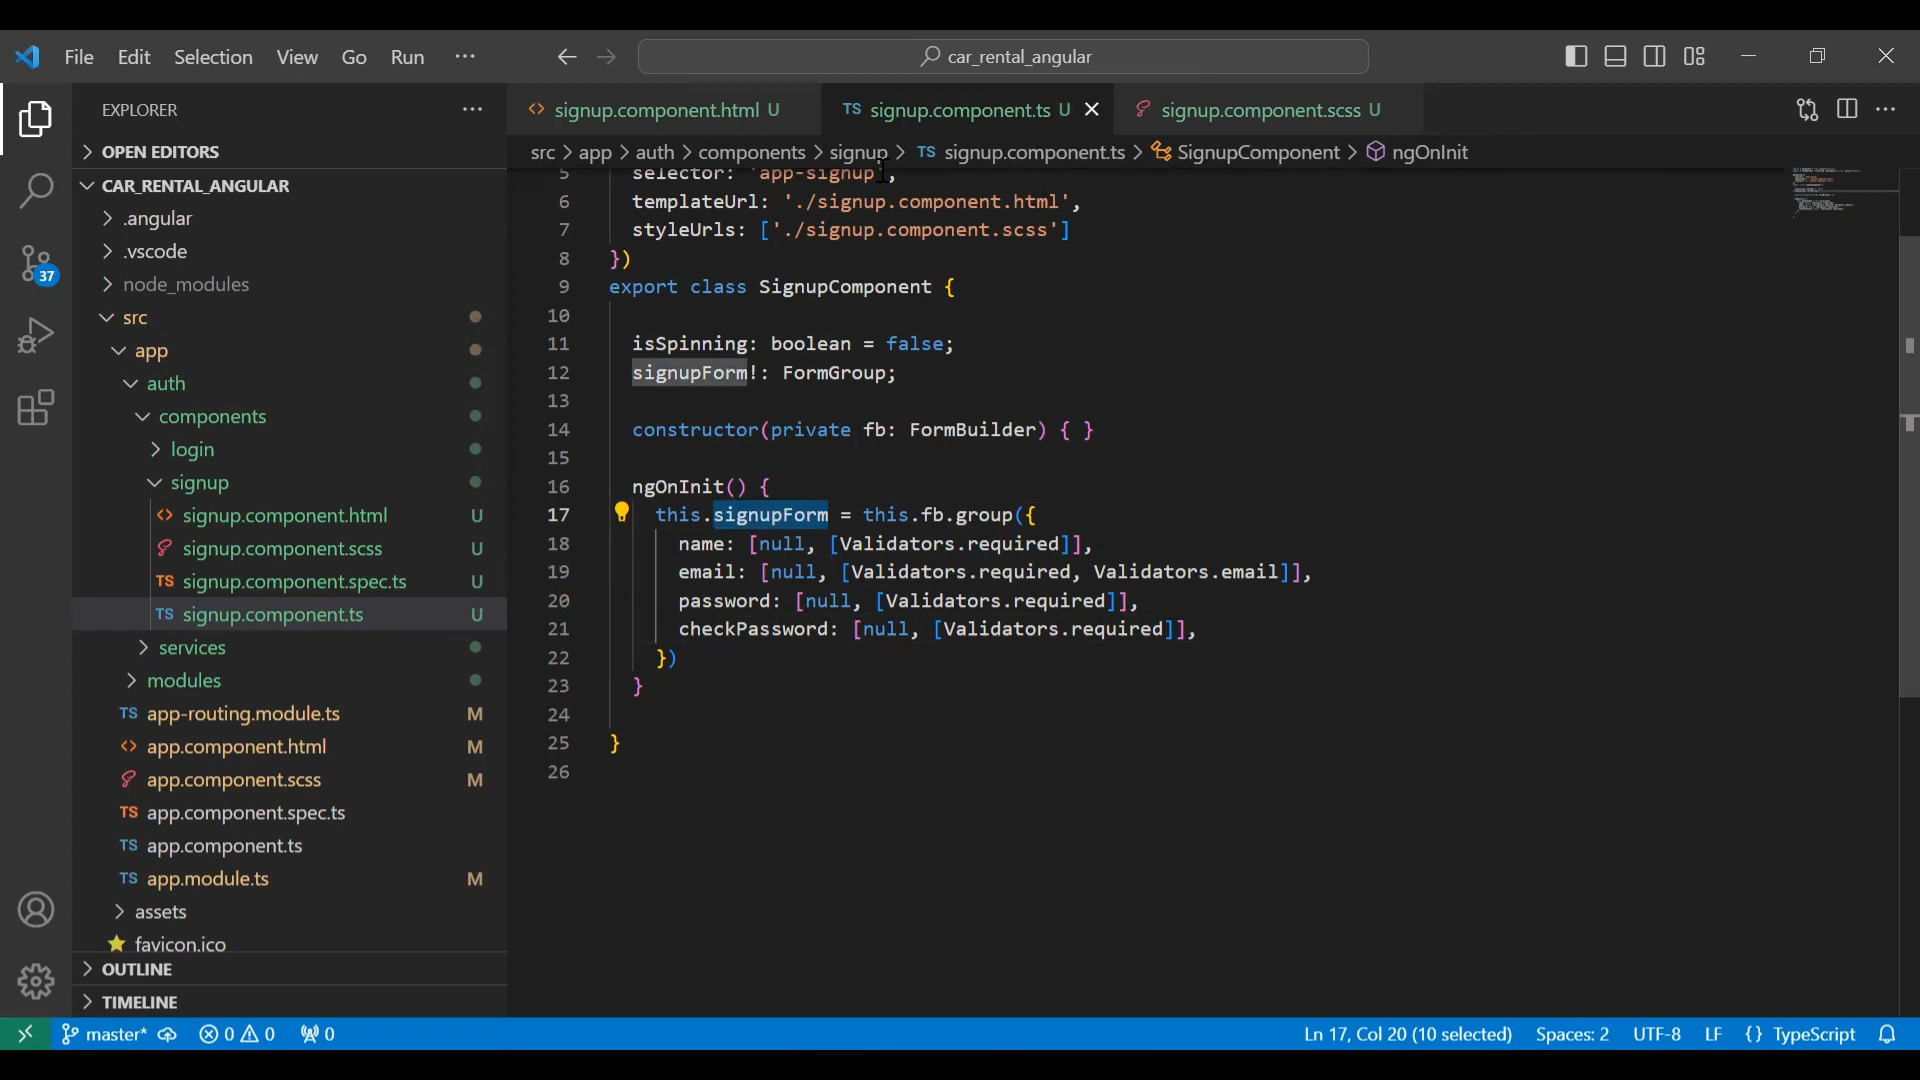 File Edit Selection View Go Run ··· car_rental_angular
EXPLORER ···
OPEN EDITORS
CAR_RENTAL_ANGULAR
.angular
.vscode
node_modules
src
app
auth
components
login
signup
signup.component.html U
signup.component.scss U
TS signup.component.spec.ts U
TS signup.component.ts U
services
modules
TS app-routing.module.ts M
app.component.html M
app.component.scss M
TS app.component.spec.ts
TS app.component.ts
TS app.module.ts M
assets
favicon.ico
OUTLINE
TIMELINE
37
signup.component.html U TS signup.component.ts U signup.component.scss U ···
src > app > auth > components > signup > TS signup.component.ts > SignupComponent > ngOnInit
5 selector: 'app-signup',
6 templateUrl: './signup.component.html',
7 styleUrls: ['./signup.component.scss']
8 })
9 export class SignupComponent {
10
11 isSpinning: boolean = false;
12 signupForm!: FormGroup;
13
14 constructor(private fb: FormBuilder) { }
15
16 ngOnInit() {
17 this.signupForm = this.fb.group({
18 name: [null, [Validators.required]],
19 email: [null, [Validators.required, Validators.email]],
20 password: [null, [Validators.required]],
21 checkPassword: [null, [Validators.required]],
22 })
23 }
24
25 }
26
master* 0 0 0 Ln 17, Col 20 (10 selected) Spaces: 2 UTF-8 LF {} TypeScript